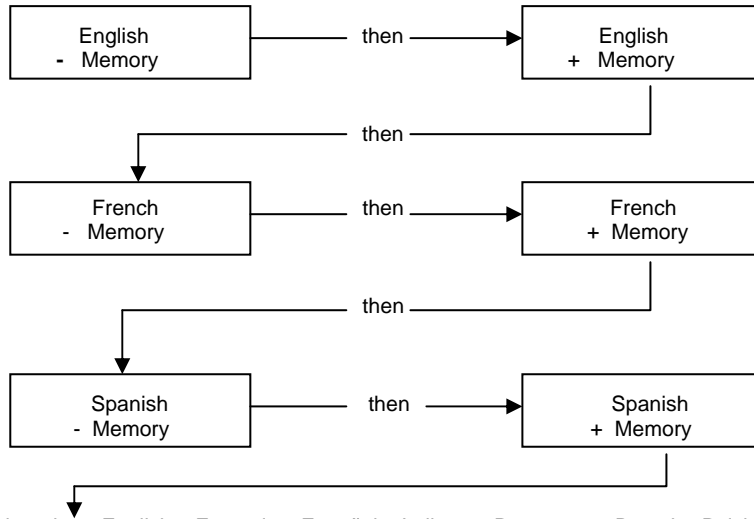 English
- Memory
then
English
+ Memory
then
French
- Memory
then
French
+ Memory
then
Spanish
- Memory
then
Spanish
+ Memory